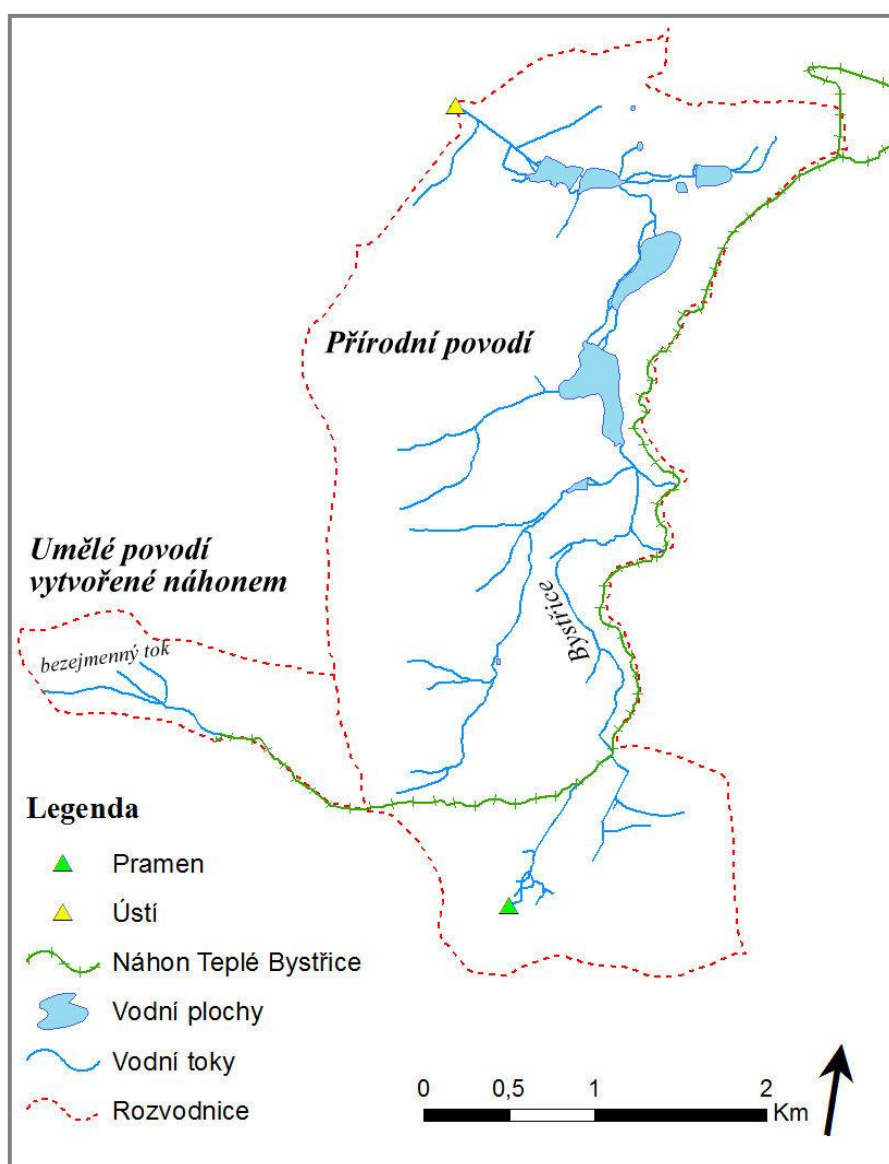 Přírodní povodí
Umělé povodí
vytvořené náhonem
bezejmenný tok
Bystřice
Legenda
Pramen
Ústí
Náhon Teplé Bystřice
Vodní plochy
Vodní toky
Rozvodnice
0 0,5 1 2
Km